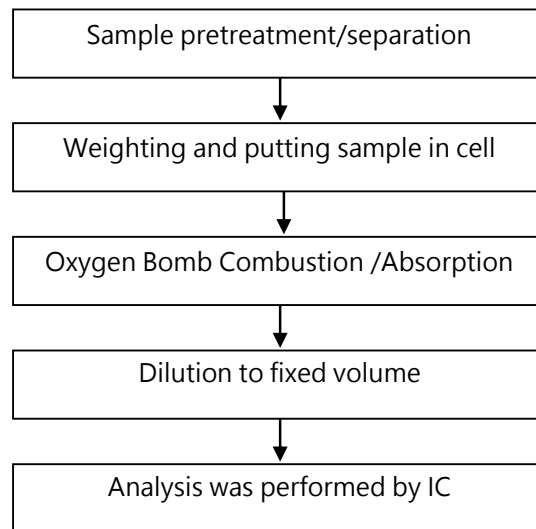 Sample pretreatment/separation
Weighting and putting sample in cell
Oxygen Bomb Combustion /Absorption
Dilution to fixed volume
Analysis was performed by IC